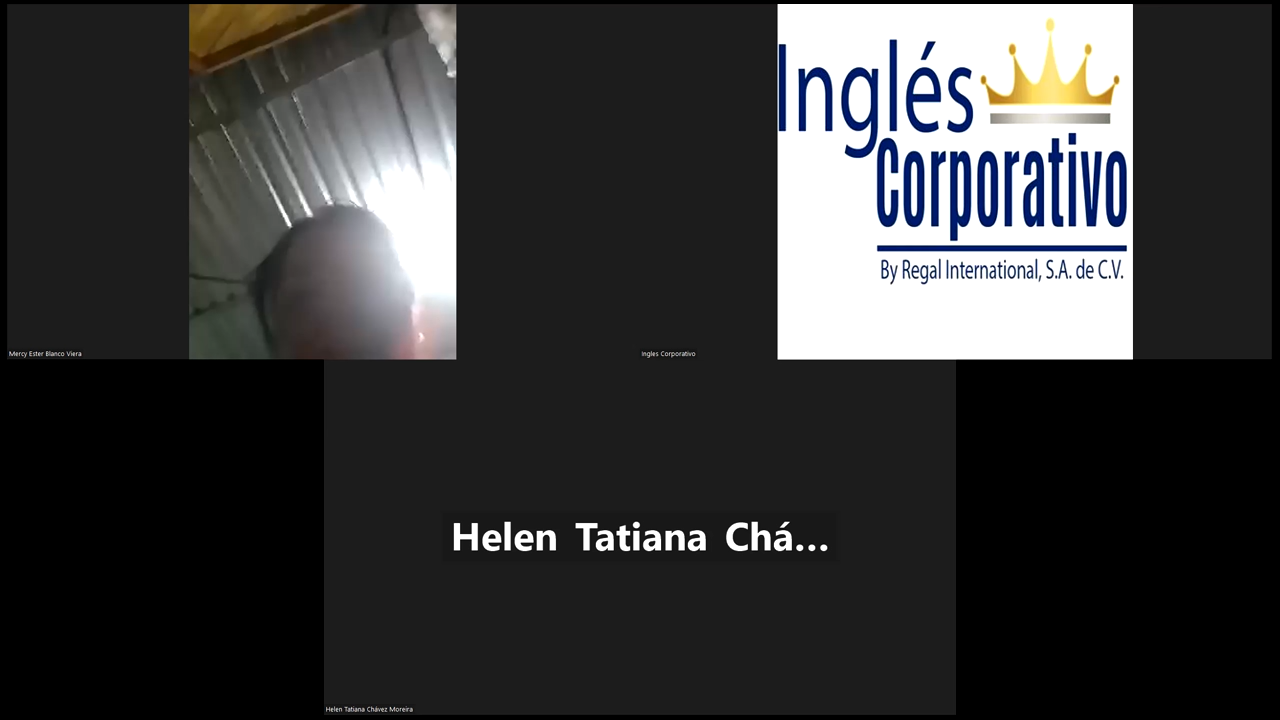 Inglés
Corporativo
By Regal International, S.A. de C.V.
Mercy Ester Blanco Viera
Ingles Corporativo
Helen Tatiana Chá...
Helen Tatiana Chávez Moreira